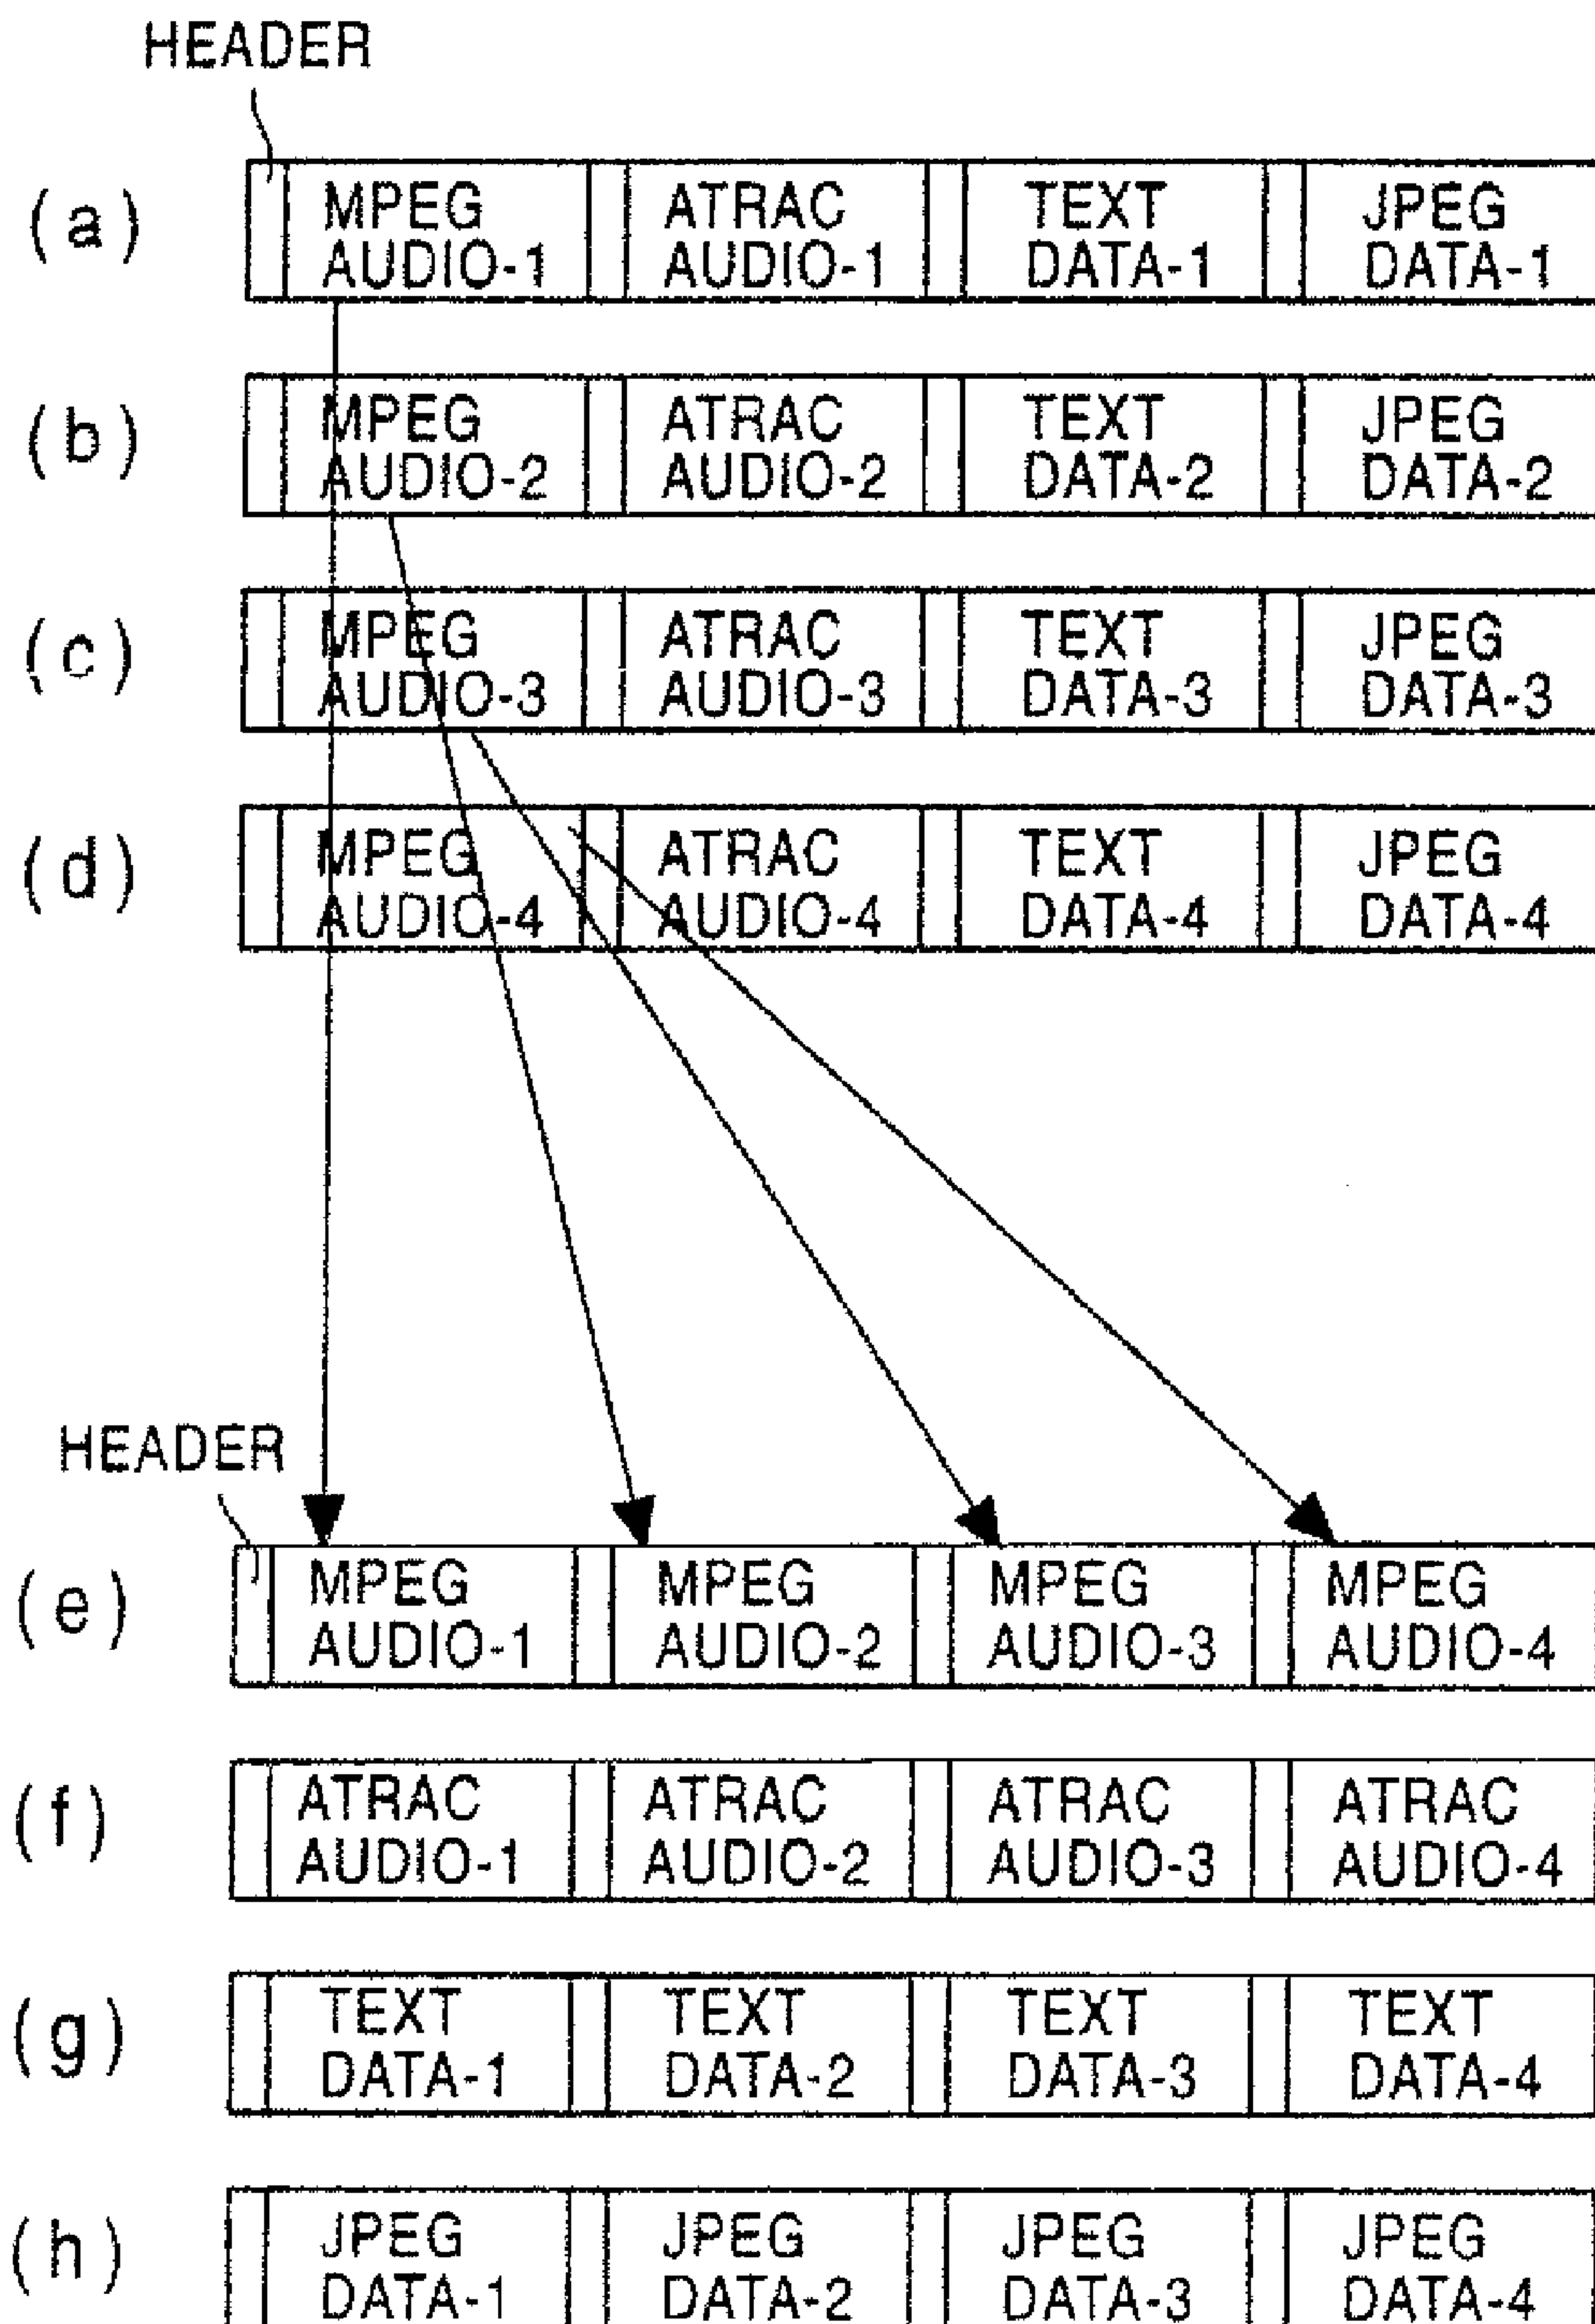 HEADER
(a) MPEG ATRAC TEXT JPEG
AUDIO-1 AUDIO-1 DATA-1 DATA-1
(b) MPEG ATRAC TEXT JPEG
AUDIO-2 AUDIO-2 DATA-2 DATA-2
(c) MPEG ATRAC TEXT JPEG
AUDIO-3 AUDIO-3 DATA-3 DATA-3
(d) MPEG ATRAC TEXT JPEG
AUDIO-4 AUDIO-4 DATA-4 DATA-4
HEADER
(e) MPEG MPEG MPEG MPEG
AUDIO-1 AUDIO-2 AUDIO-3 AUDIO-4
(f) ATRAC ATRAC ATRAC ATRAC
AUDIO-1 AUDIO-2 AUDIO-3 AUDIO-4
(g) TEXT TEXT TEXT TEXT
DATA-1 DATA-2 DATA-3 DATA-4
(h) JPEG JPEG JPEG JPEG
DATA-1 DATA-2 DATA-3 DATA-4